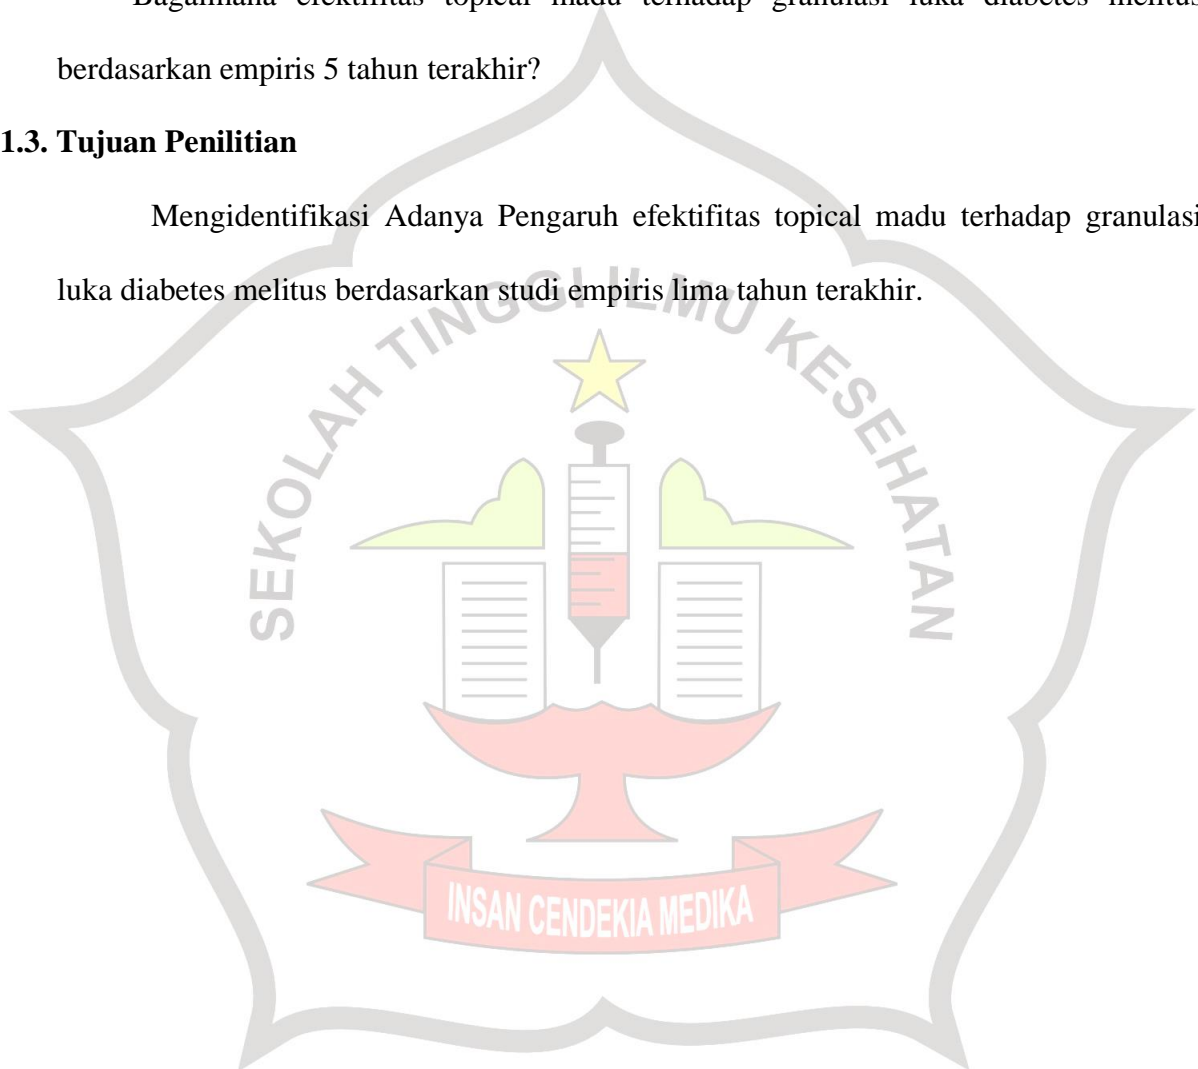 Bagaimana efektifitas topical madu terhadap granulasi luka diabetes melitus
berdasarkan empiris 5 tahun terakhir?
1.3. Tujuan Penilitian
Mengidentifikasi Adanya Pengaruh efektifitas topical madu terhadap granulasi
luka diabetes melitus berdasarkan studi empiris lima tahun terakhir.
SEKOLAH TINGGI ILMU KESEHATAN
INSAN CENDEKIA MEDIKA